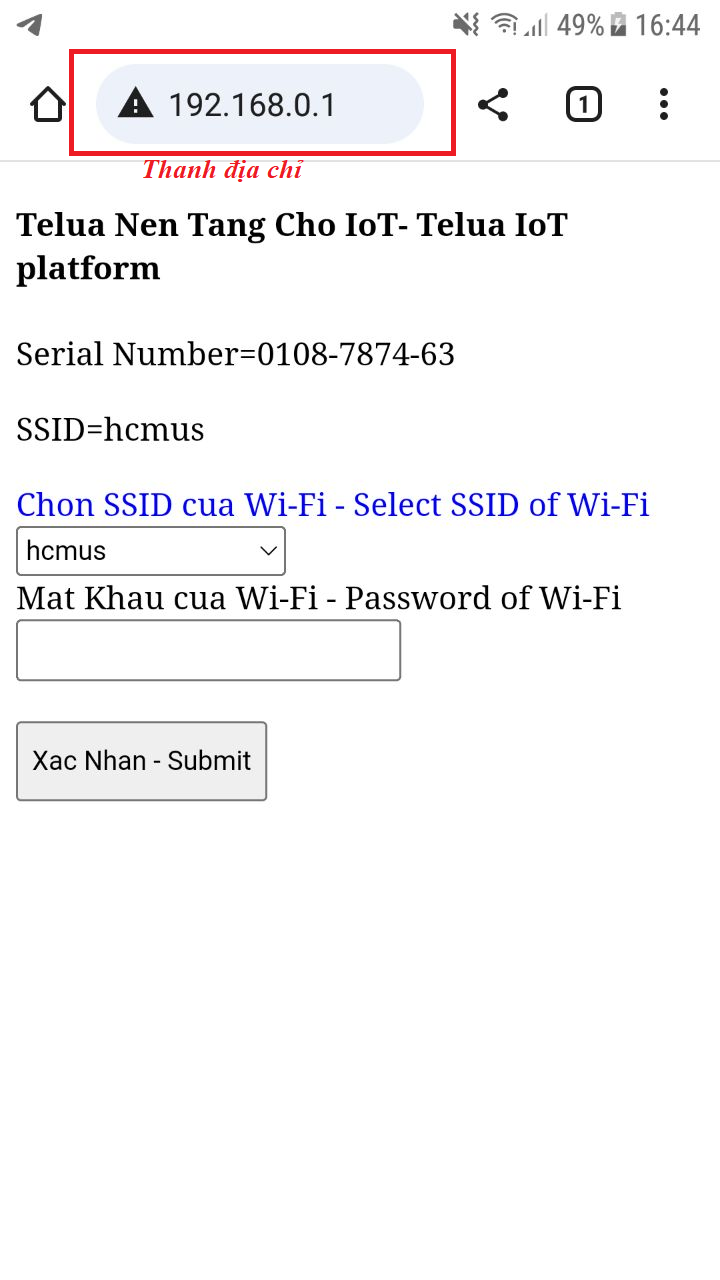 49% 16:44
192.168.0.1
1
Thanh địa chỉ
Telua Nen Tang Cho IoT- Telua IoT
platform
Serial Number=0108-7874-63
SSID=hcmus
Chon SSID cua Wi-Fi - Select SSID of Wi-Fi
hcmus
Mat Khau cua Wi-Fi - Password of Wi-Fi
Xac Nhan - Submit